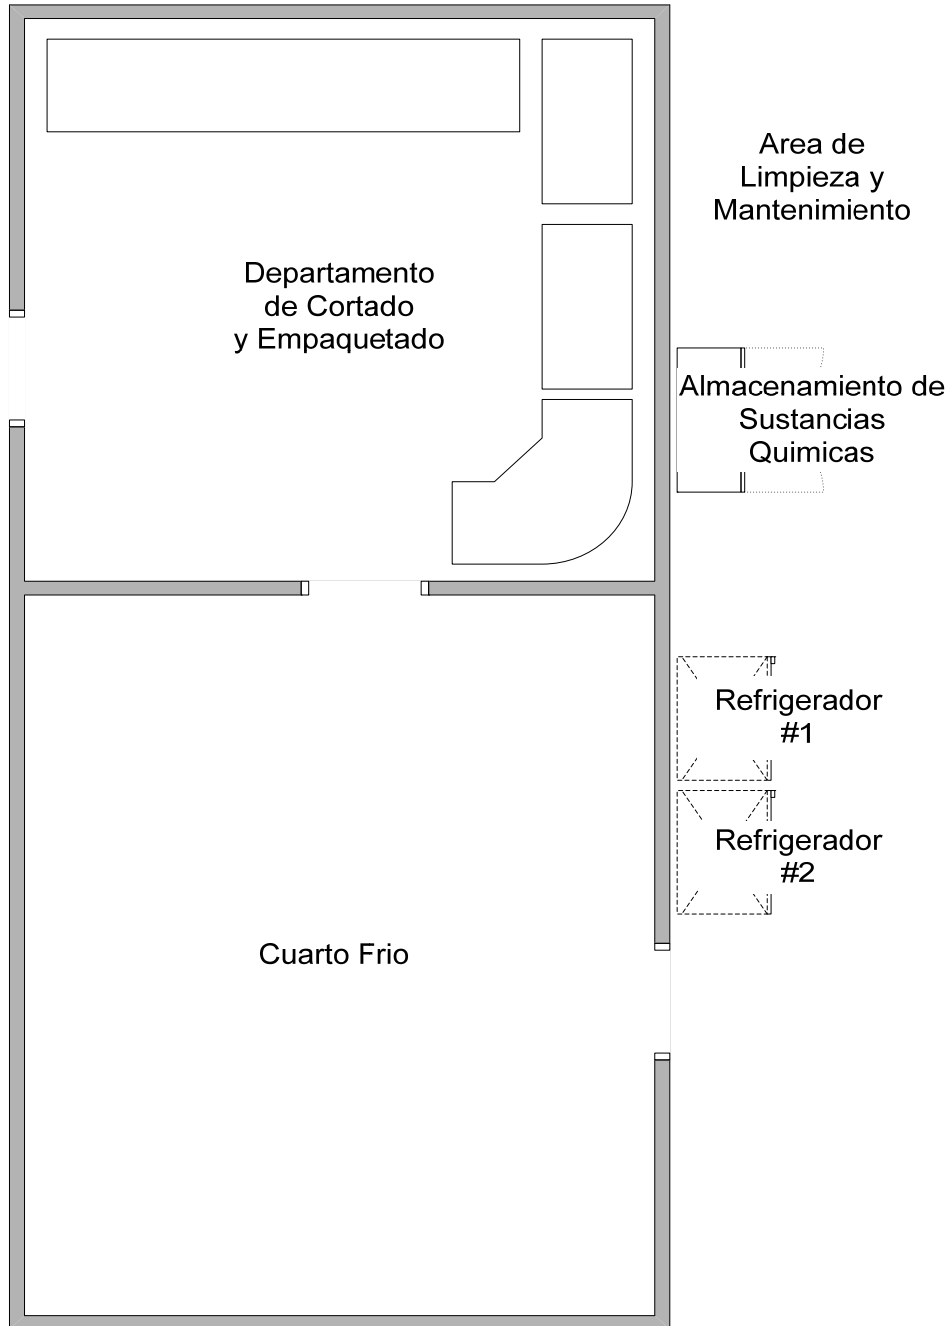 Area de
Limpieza y
Mantenimiento
Departamento
de Cortado
y Empaquetado
Almacenamiento de
Sustancias
Quimicas
Refrigerador
#1
Refrigerador
#2
Cuarto Frio